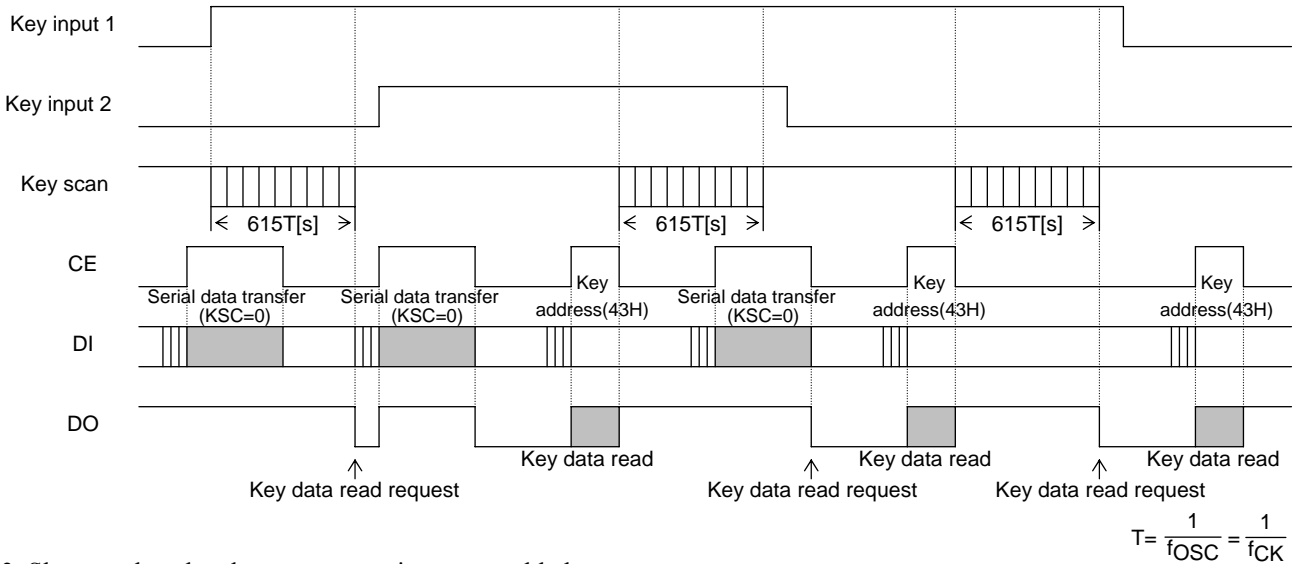 Key input 1
Key input 2
Key scan
615T[s] 615T[s] 615T[s]
CE
Serial data transfer (KSC=0)
Serial data transfer (KSC=0)
Key address(43H)
Serial data transfer (KSC=0)
Key address(43H)
Key address(43H)
DI
DO
Key data read Key data read Key data read
Key data read request Key data read request Key data read request
T= 1/fOSC = 1/fCK